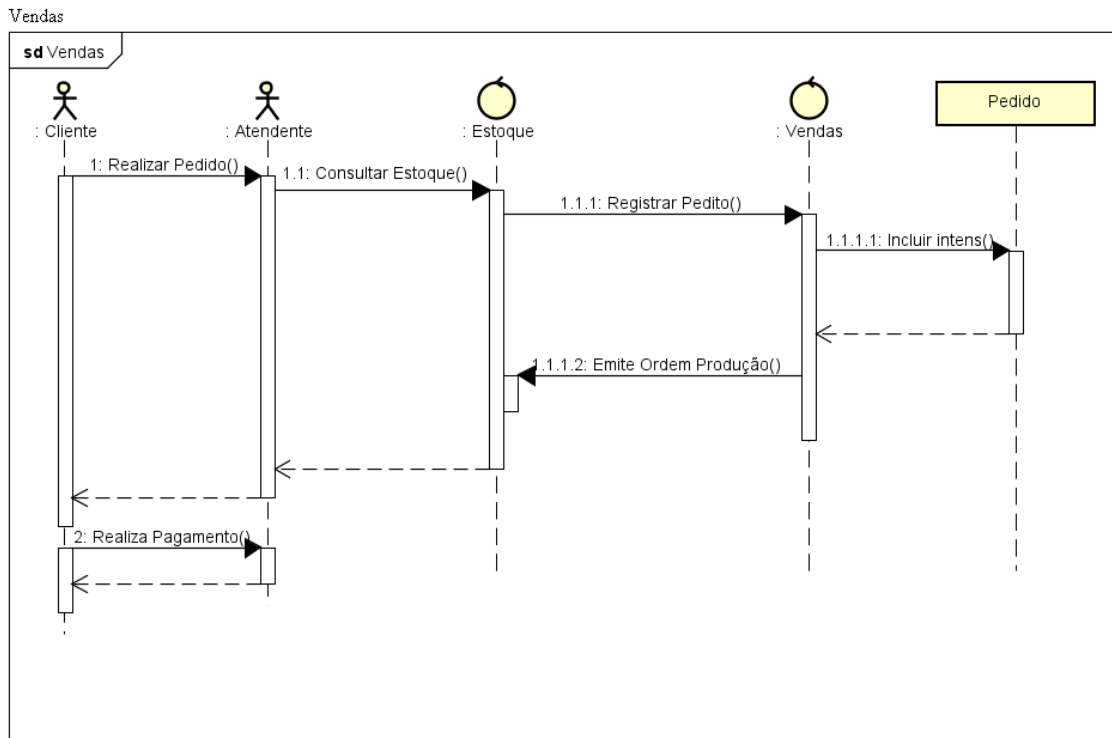 Vendas
sd Vendas
: Cliente
: Atendente
: Estoque
: Vendas
Pedido
1: Realizar Pedido()
1.1: Consultar Estoque()
1.1.1: Registrar Pedito()
1.1.1.1: Incluir intens()
1.1.1.2: Emite Ordem Produção()
2: Realiza Pagamento()